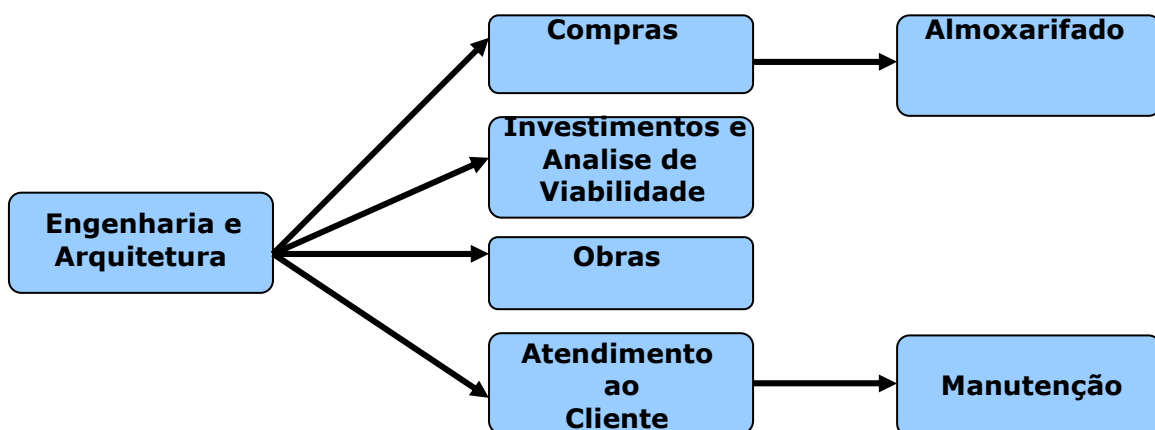 Compras
Almoxarifado
Investimentos e
Analise de
Viabilidade
Engenharia e
Arquitetura
Obras
Atendimento
ao
Cliente
Manutenção